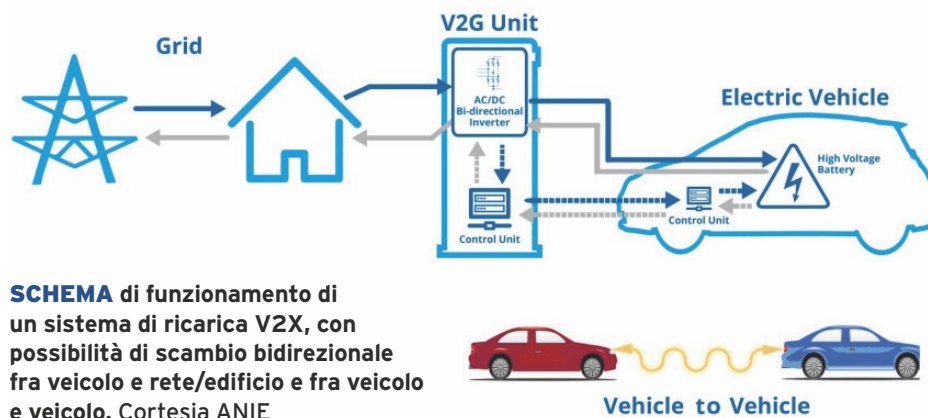 V2G Unit
Grid
AC/DC
Bi-directional
Inverter
Electric Vehicle
High Voltage
Battery
Control Unit
Control Unit
SCHEMA di funzionamento di
un sistema di ricarica V2X, con
possibilità di scambio bidirezionale
fra veicolo e rete/edificio e fra veicolo
e veicolo. Cortesia ANIE
Vehicle to Vehicle